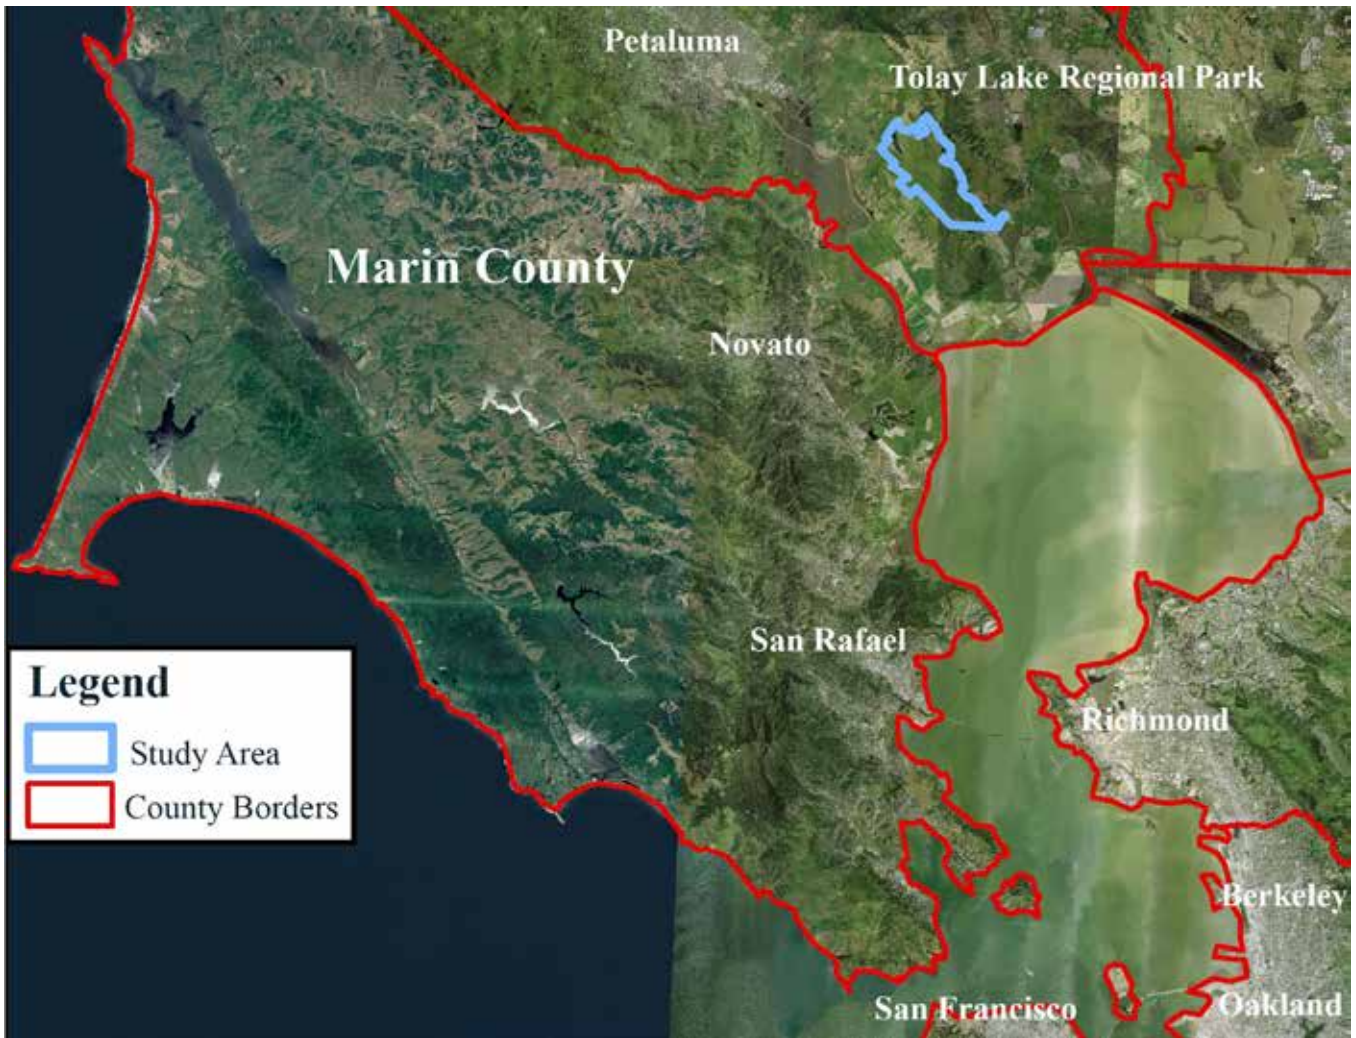 Petaluma
Tolay Lake Regional Park
Marin County
Novato
San Rafael
Legend
Study Area
County Borders
Richmond
Berkeley
San Francisco
Oakland